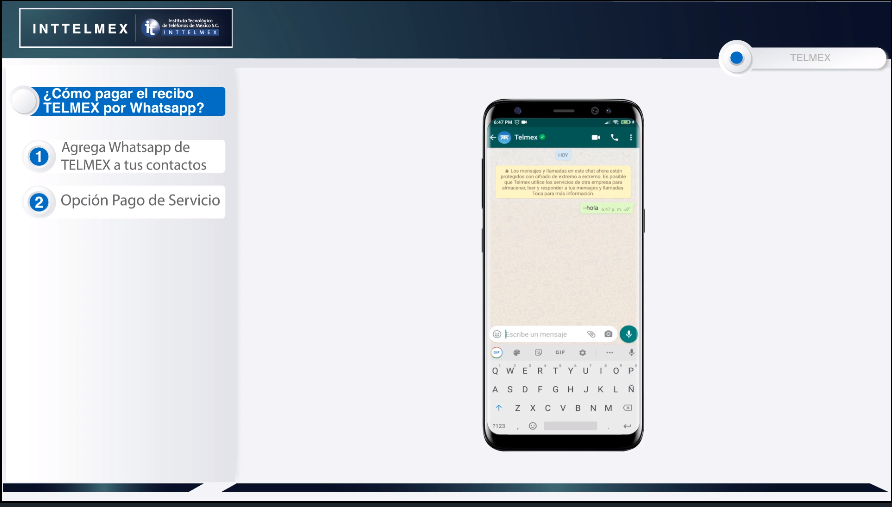 INTTELMEX
Instituto Tecnológico
de Teléfonos de México S.C.
INTTELMEX
TELMEX
¿Cómo pagar el recibo
TELMEX por Whatsapp?
1 Agrega Whatsapp de
TELMEX a tus contactos
2 Opción Pago de Servicio
6:47 PM
Telmex
HOY
Los mensajes y llamadas en este chat ahora están
protegidos con cifrado de extremo a extremo. Es posible
que Telmex utilice los servicios de otra empresa para
almacenar, leer y responder a tus mensajes y llamadas.
Toca para más información.
hola
Escribe un mensaje
GIF
Q W E R T Y U I O P
A S D F G H J K L Ñ
Z X C V B N M
?123 , .